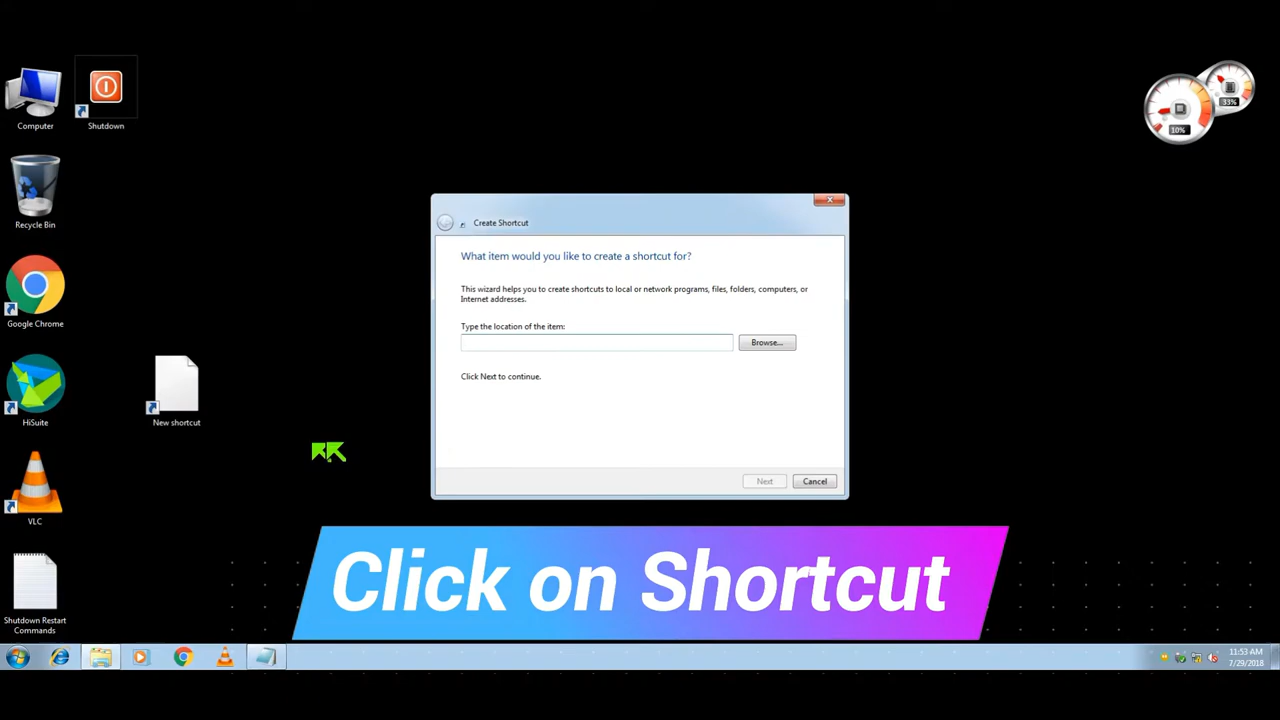 Computer
Shutdown
33%
10%
Recycle Bin
Create Shortcut
What item would you like to create a shortcut for?
This wizard helps you to create shortcuts to local or network programs, files, folders, computers, or
Internet addresses.
Type the location of the item:
Browse...
Click Next to continue.
Google Chrome
HiSuite
New shortcut
Next
Cancel
VLC
Click on Shortcut
Shutdown Restart
Commands
11:53 AM
7/29/2018